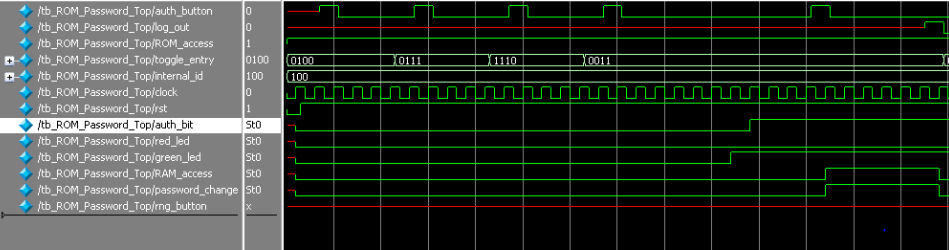 /tb_ROM_Password_Top/auth_button 0
/tb_ROM_Password_Top/log_out 0
/tb_ROM_Password_Top/ROM_access 1
/tb_ROM_Password_Top/toggle_entry 0100 0100 0111 1110 0011
/tb_ROM_Password_Top/internal_id 100 100
/tb_ROM_Password_Top/clock 0
/tb_ROM_Password_Top/rst 1
/tb_ROM_Password_Top/auth_bit St0
/tb_ROM_Password_Top/red_led St0
/tb_ROM_Password_Top/green_led St0
/tb_ROM_Password_Top/RAM_access St0
/tb_ROM_Password_Top/password_change St0
/tb_ROM_Password_Top/rng_button x